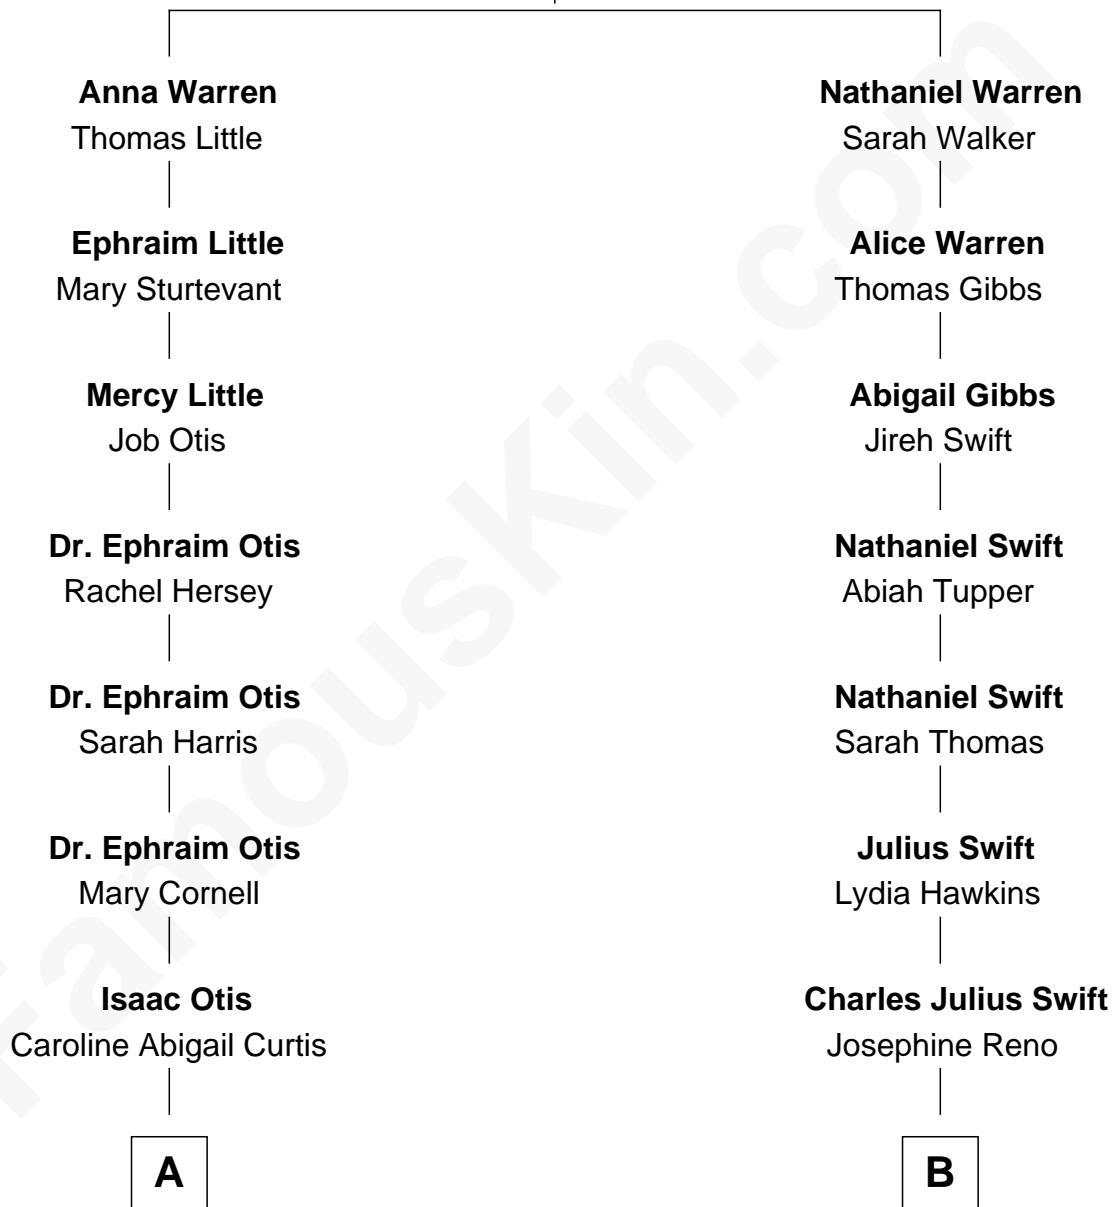 Anna Warren
Thomas Little
Ephraim Little
Mary Sturtevant
Mercy Little
Job Otis
Dr. Ephraim Otis
Rachel Hersey
Dr. Ephraim Otis
Sarah Harris
Dr. Ephraim Otis
Mary Cornell
Isaac Otis
Caroline Abigail Curtis
A
Nathaniel Warren
Sarah Walker
Alice Warren
Thomas Gibbs
Abigail Gibbs
Jireh Swift
Nathaniel Swift
Abiah Tupper
Nathaniel Swift
Sarah Thomas
Julius Swift
Lydia Hawkins
Charles Julius Swift
Josephine Reno
B
FamousKin.com